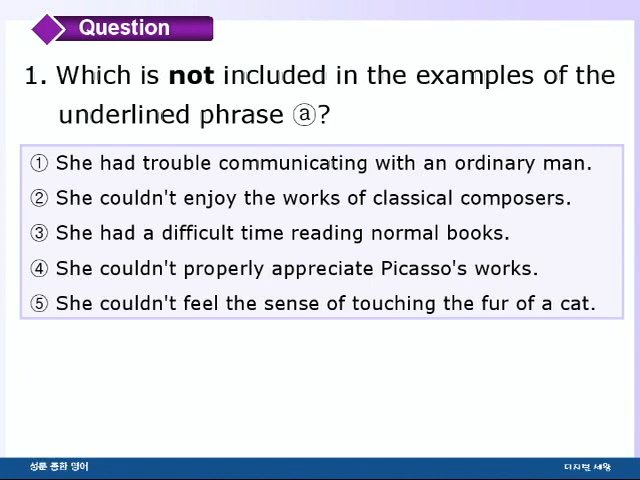 Question
1. Which is not included in the examples of the
underlined phrase ⓐ?
① She had trouble communicating with an ordinary man.
② She couldn't enjoy the works of classical composers.
③ She had a difficult time reading normal books.
④ She couldn't properly appreciate Picasso's works.
⑤ She couldn't feel the sense of touching the fur of a cat.
성문 종합 영어
디지털 세왕